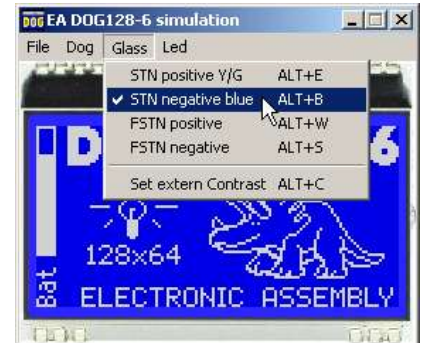 DOG EA DOG128-6 simulation
File Dog Glass Led
STN positive Y/G ALT+E
✓ STN negative blue ALT+B
FSTN positive ALT+W
FSTN negative ALT+S
Set extern Contrast ALT+C
D 6
128x64
Bat
ELECTRONIC ASSEMBLY